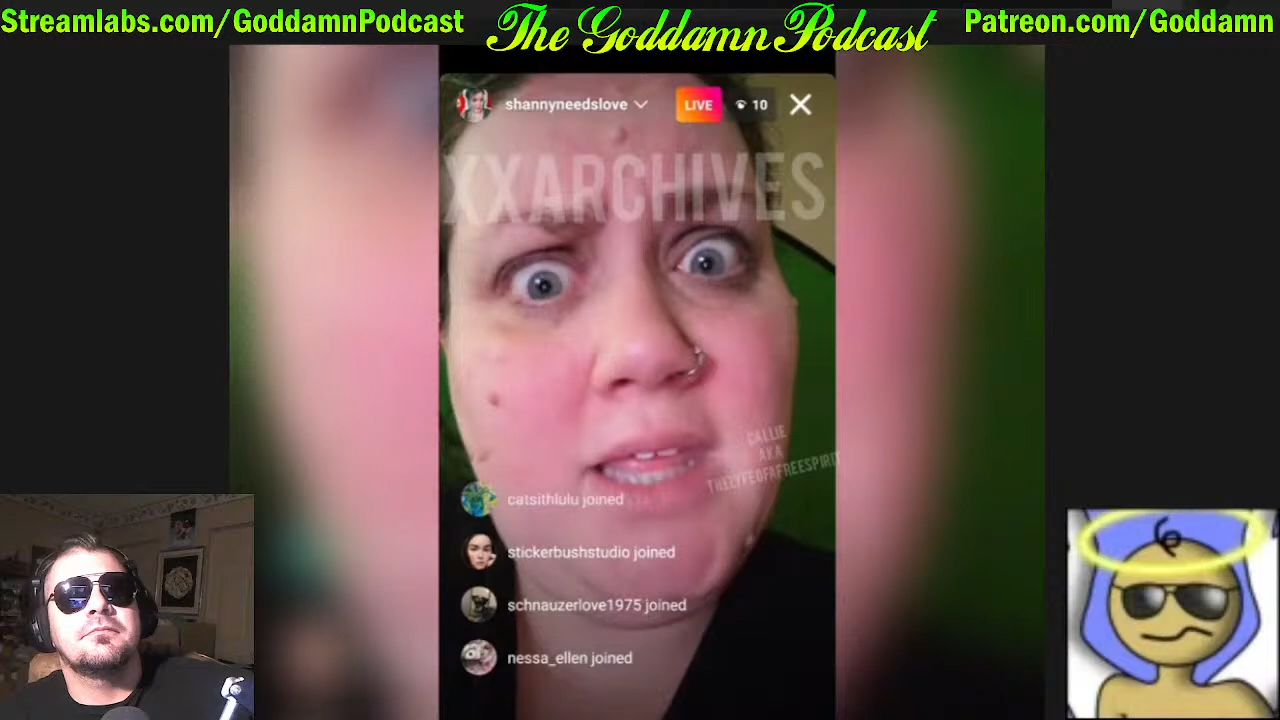 Streamlabs.com/GoddamnPodcast
The Goddamn Podcast
Patreon.com/Goddamn
shannyneedslove
LIVE
10
XXARCHIVES
CALLIE
AKA
THELYFEOFAFREESPIRIT
catsithlulu joined
stickerbushstudio joined
schnauzerlove1975 joined
nessa_ellen joined